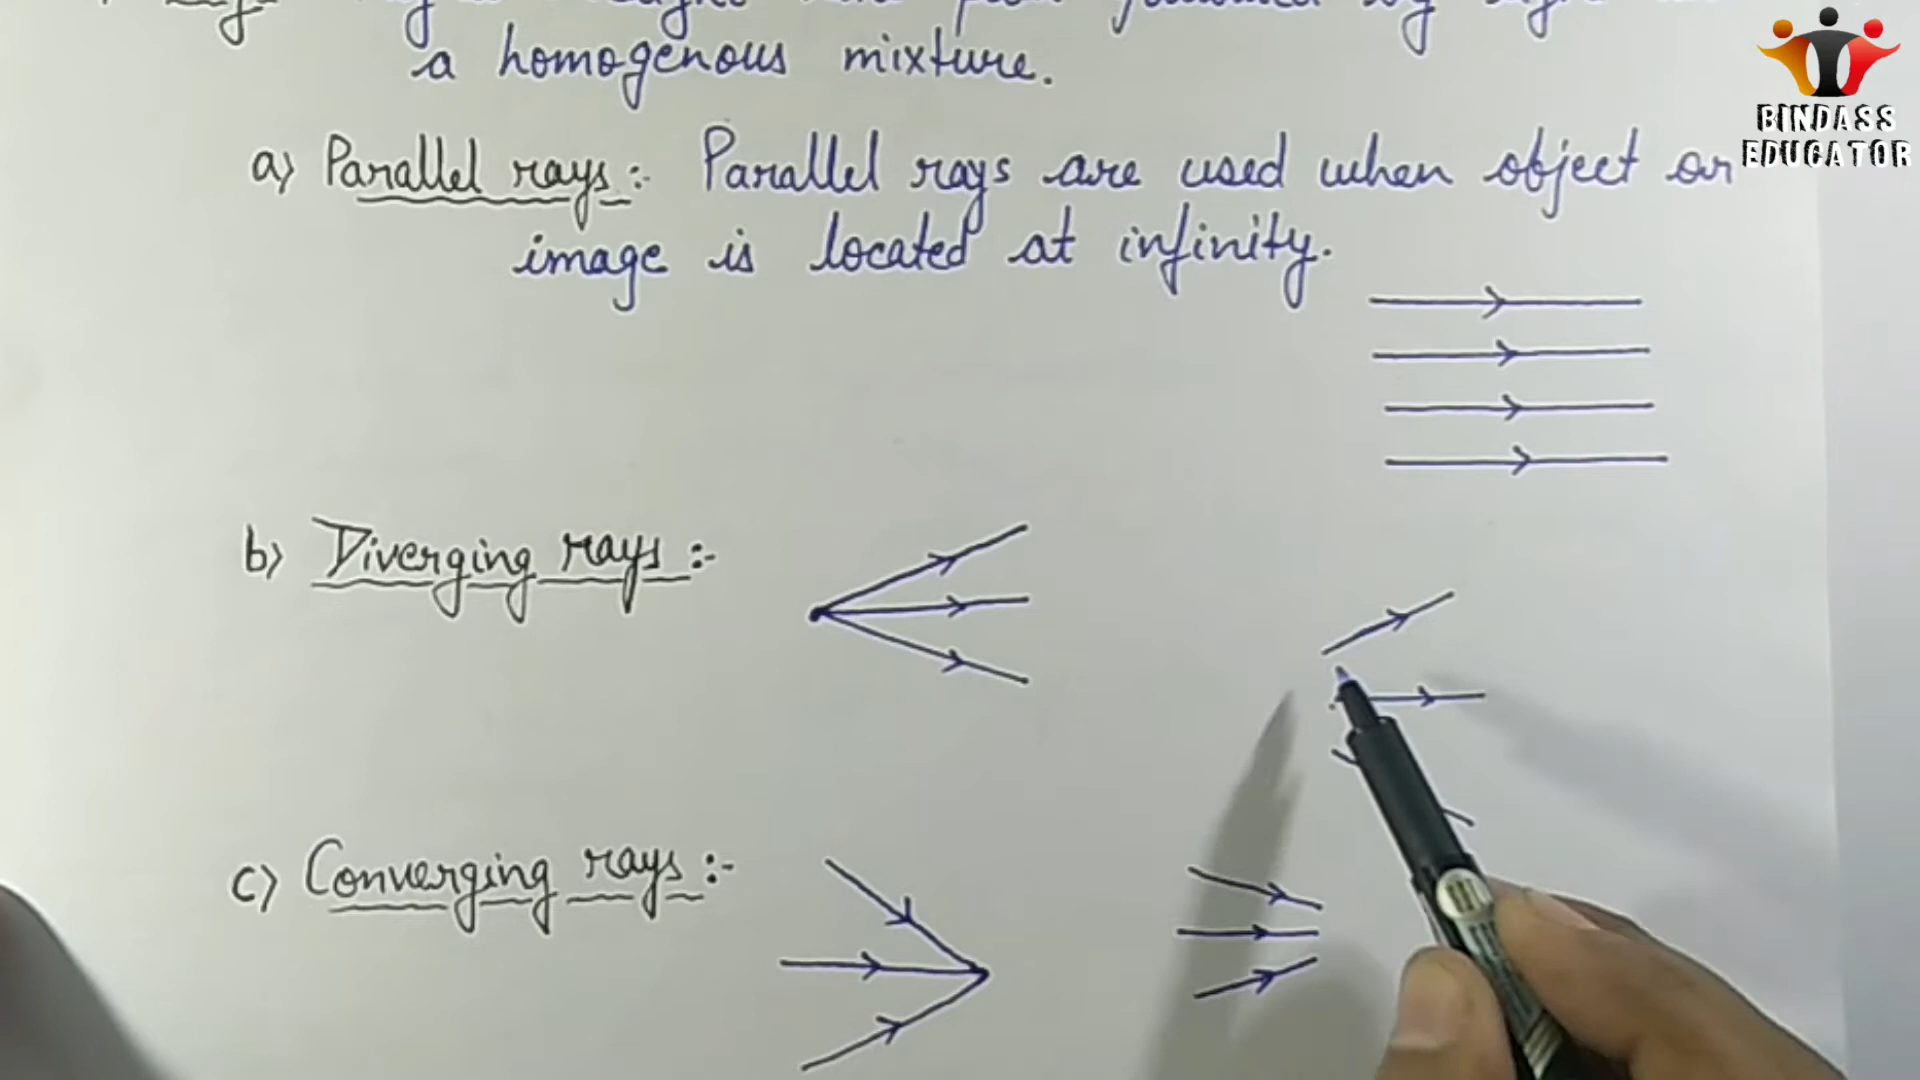 a homogenous mixture.
BINDASS
EDUCATOR
a) Parallel rays :- Parallel rays are used when object or
image is located at infinity.
b) Diverging rays :-
c) Converging rays :-